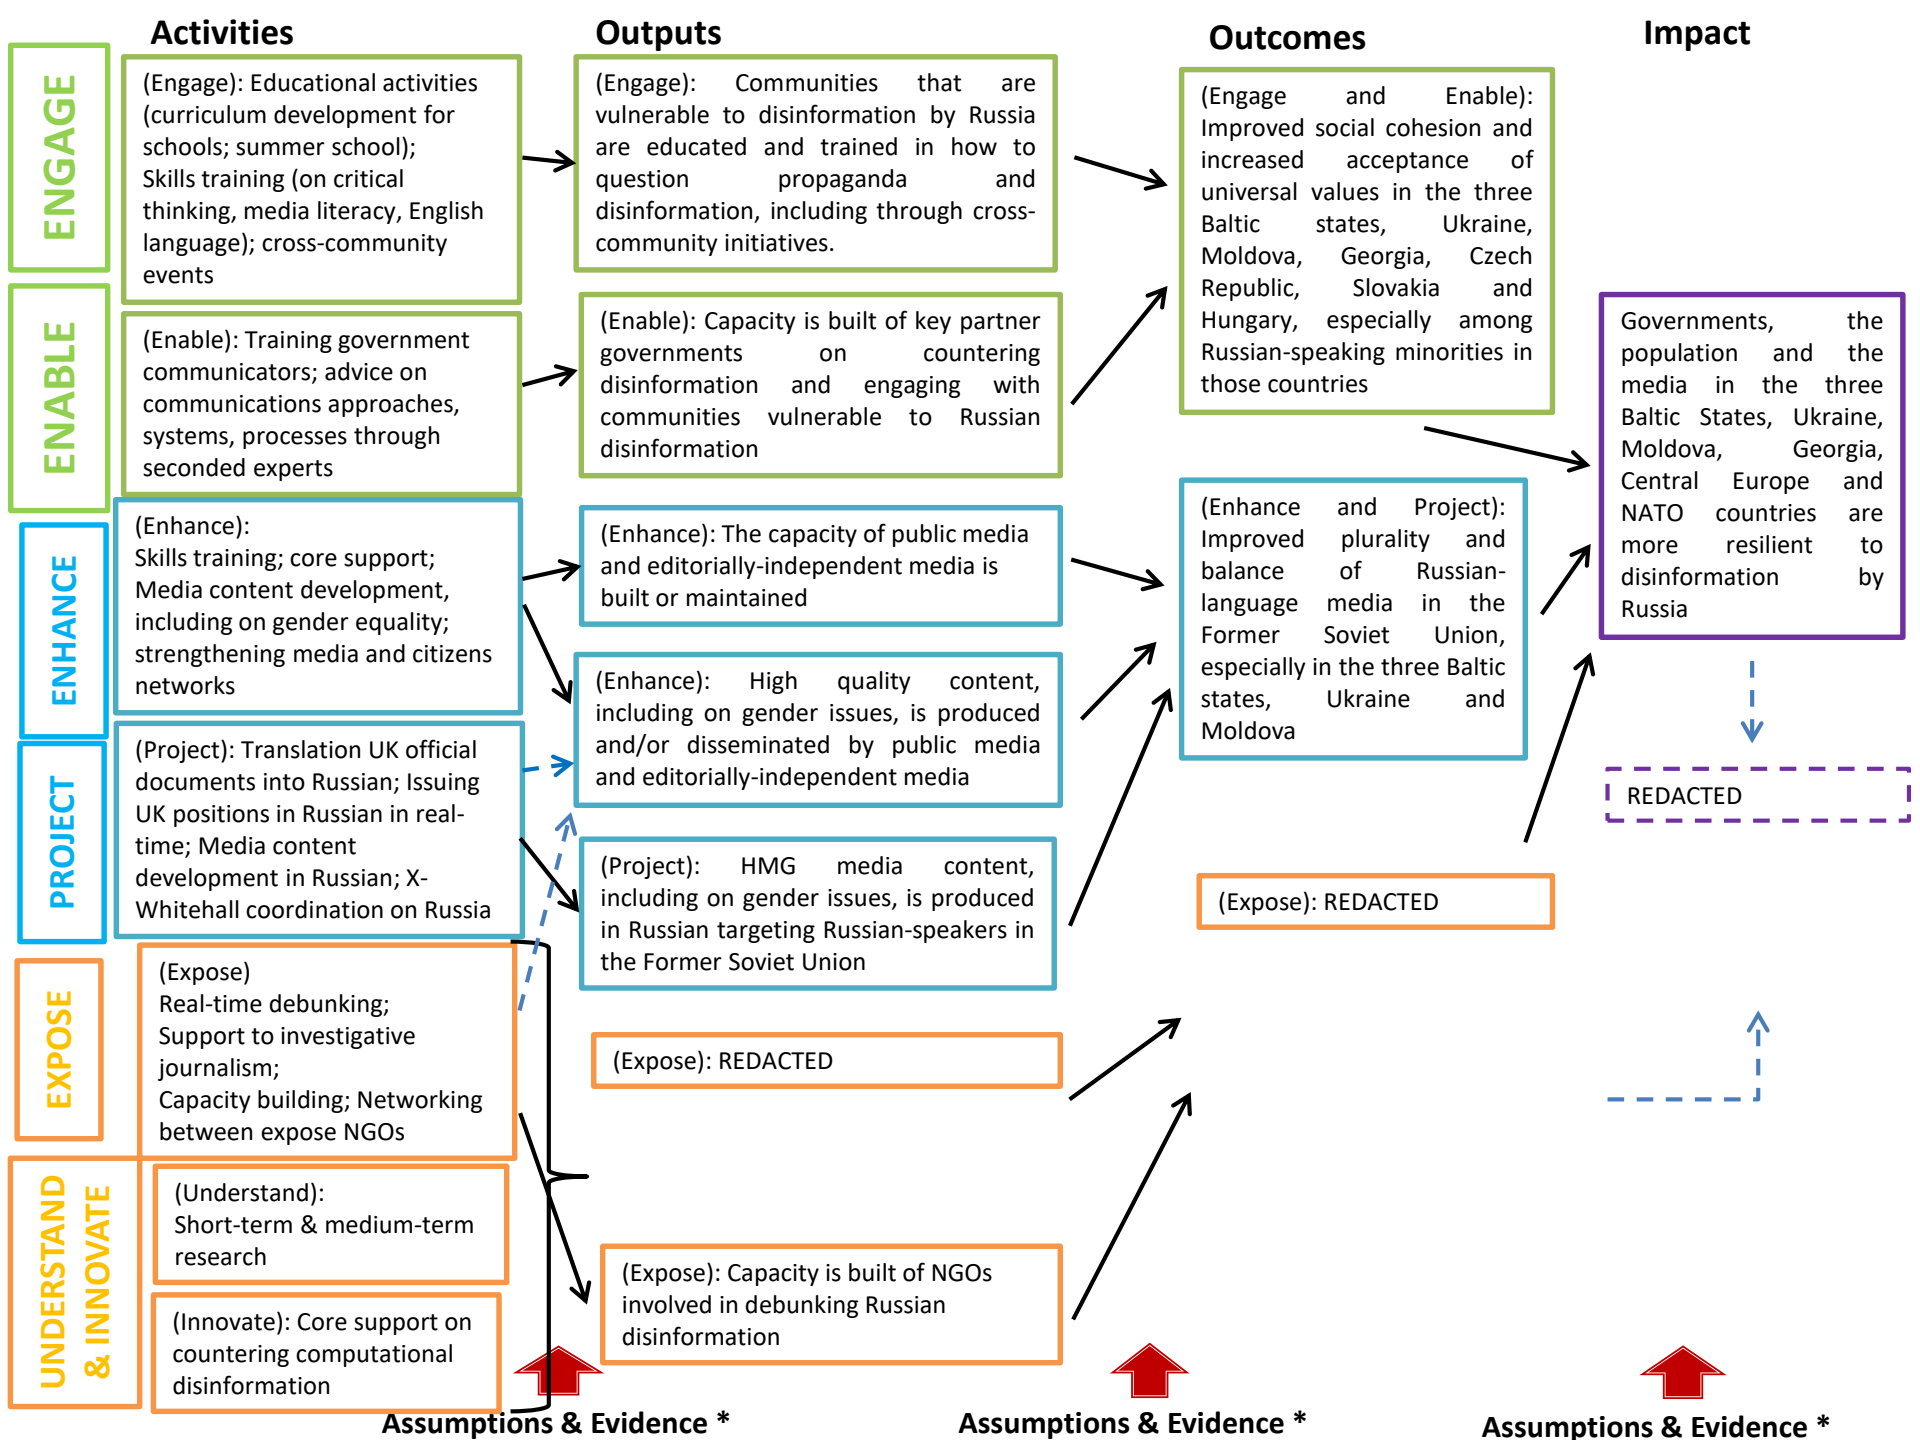 Activities
Outputs
Outcomes
Impact
ENGAGE
(Engage): Educational activities
(curriculum development for
schools; summer school);
Skills training (on critical
thinking, media literacy, English
language); cross-community
events
(Engage): Communities that are
vulnerable to disinformation by Russia
are educated and trained in how to
question propaganda and
disinformation, including through cross-
community initiatives.
(Engage and Enable):
Improved social cohesion and
increased acceptance of
universal values in the three
Baltic states, Ukraine,
Moldova, Georgia, Czech
Republic, Slovakia and
Hungary, especially among
Russian-speaking minorities in
those countries
Governments, the
population and the
media in the three
Baltic States, Ukraine,
Moldova, Georgia,
Central Europe and
NATO countries are
more resilient to
disinformation by
Russia
ENABLE
(Enable): Training government
communicators; advice on
communications approaches,
systems, processes through
seconded experts
(Enable): Capacity is built of key partner
governments on countering
disinformation and engaging with
communities vulnerable to Russian
disinformation
ENHANCE
(Enhance):
Skills training; core support;
Media content development,
including on gender equality;
strengthening media and citizens
networks
(Enhance): The capacity of public media
and editorially-independent media is
built or maintained
(Enhance): High quality content,
including on gender issues, is produced
and/or disseminated by public media
and editorially-independent media
(Enhance and Project):
Improved plurality and
balance of Russian-
language media in the
Former Soviet Union,
especially in the three Baltic
states, Ukraine and
Moldova
REDACTED
PROJECT
(Project): Translation UK official
documents into Russian; Issuing
UK positions in Russian in real-
time; Media content
development in Russian; X-
Whitehall coordination on Russia
(Project): HMG media content,
including on gender issues, is produced
in Russian targeting Russian-speakers in
the Former Soviet Union
(Expose): REDACTED
EXPOSE
(Expose)
Real-time debunking;
Support to investigative
journalism;
Capacity building; Networking
between expose NGOs
(Expose): REDACTED
UNDERSTAND
& INNOVATE
(Understand):
Short-term & medium-term
research
(Innovate): Core support on
countering computational
disinformation
(Expose): Capacity is built of NGOs
involved in debunking Russian
disinformation
Assumptions & Evidence *
Assumptions & Evidence *
Assumptions & Evidence *